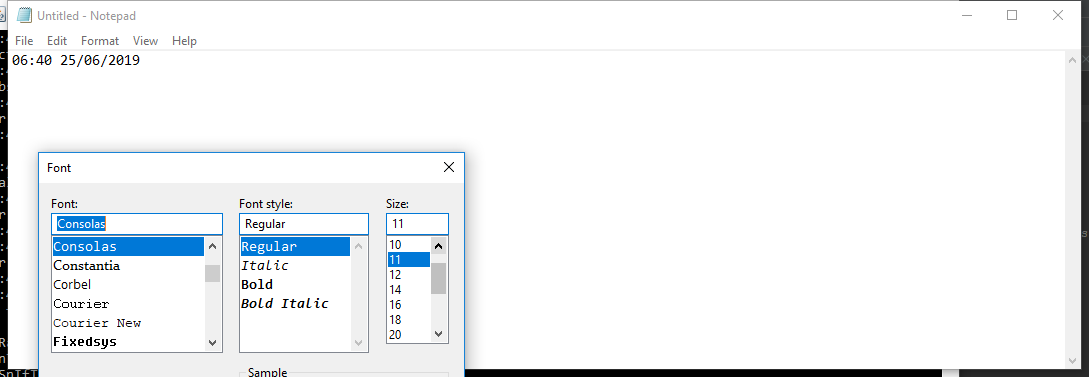 Untitled - Notepad
File Edit Format View Help
06:40 25/06/2019
Font
Font: Font style: Size:
Consolas Regular 11
Consolas Regular 10
Constantia Italic 11
Corbel Bold 12
Courier Bold Italic 14
Courier New 16
Fixedsys 18
20
Sample